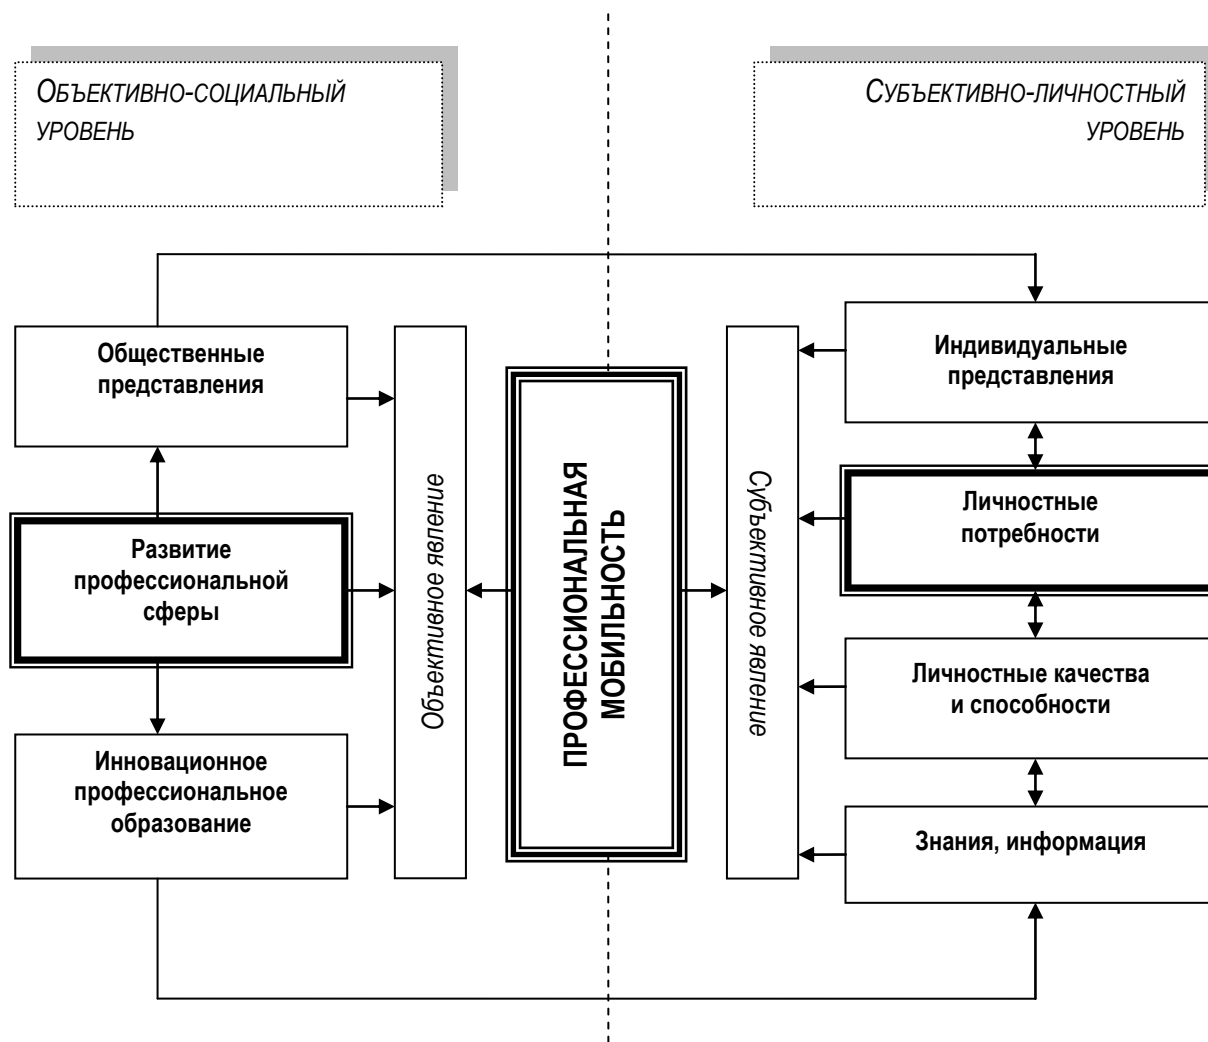 ОБЪЕКТИВНО-СОЦИАЛЬНЫЙ
УРОВЕНЬ
СУБЪЕКТИВНО-ЛИЧНОСТНЫЙ
УРОВЕНЬ
Общественные
представления
Развитие
профессиональной
сферы
Инновационное
профессиональное
образование
Объективное явление
ПРОФЕССИОНАЛЬНАЯ
МОБИЛЬНОСТЬ
Субъективное явление
Индивидуальные
представления
Личностные
потребности
Личностные качества
и способности
Знания, информация